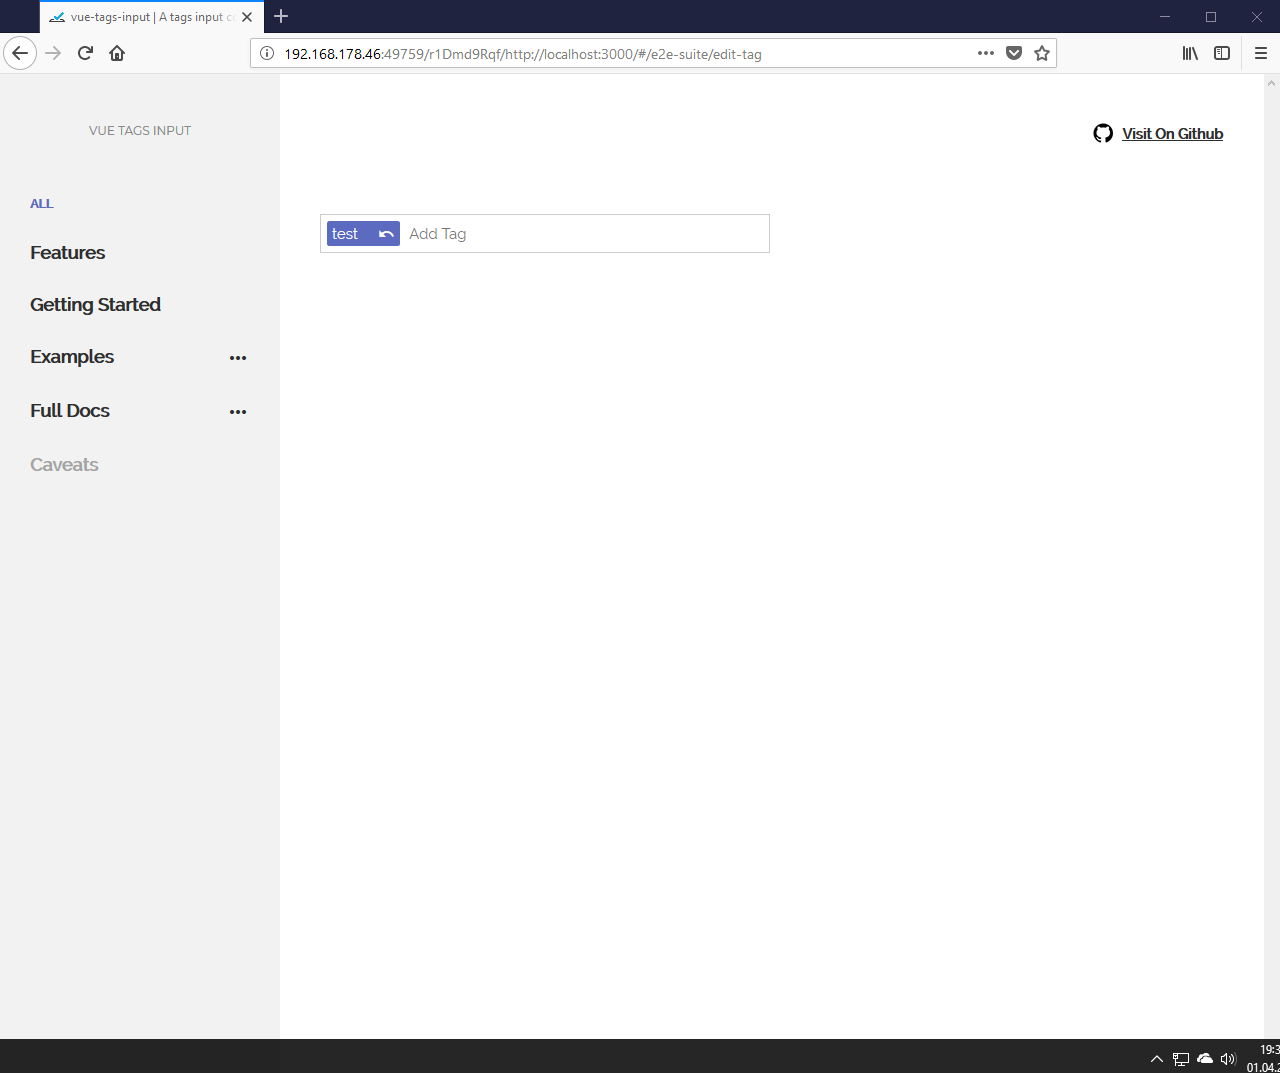 vue-tags-input | A tags input
192.168.178.46:49759/r1Dmd9Rqf/http://localhost:3000/#/e2e-suite/edit-tag
VUE TAGS INPUT
Visit On Github
ALL
test
Add Tag
Features
Getting Started
Examples
Full Docs
Caveats
19:3
01.04.2